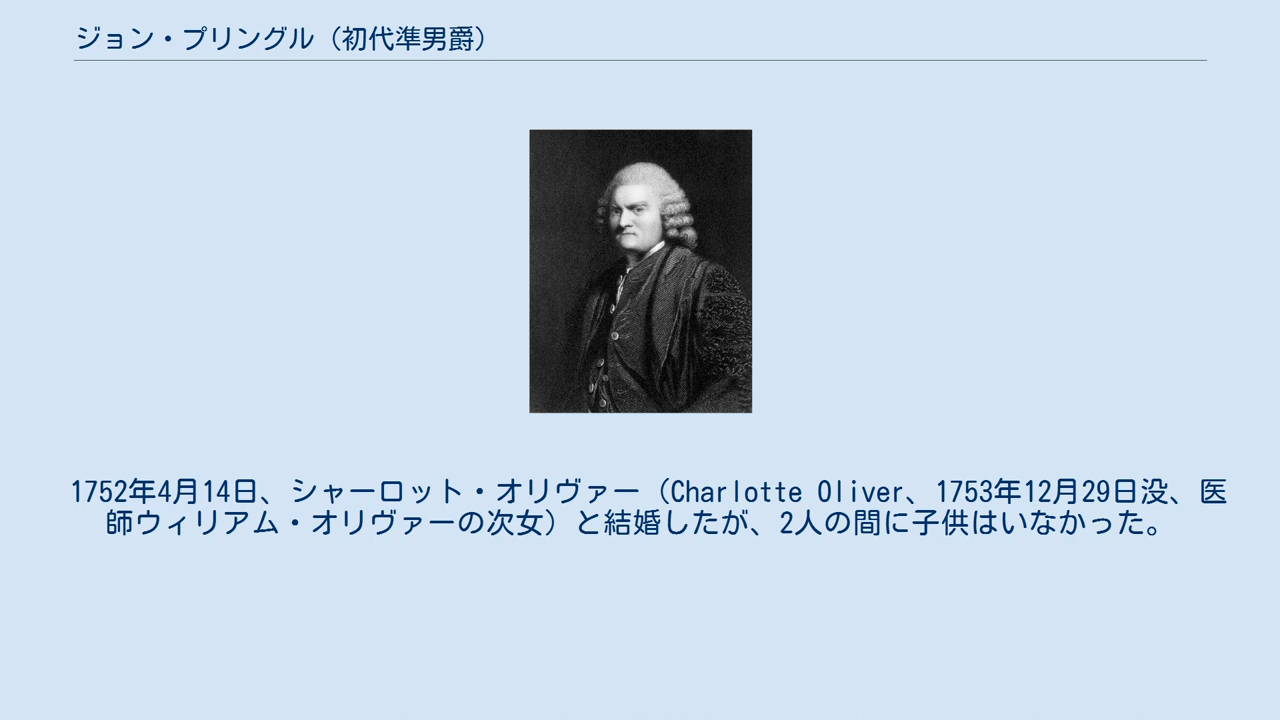 ジョン・プリングル（初代準男爵）
1752年4月14日、シャーロット・オリヴァー（Charlotte Oliver、1753年12月29日没、医
師ウィリアム・オリヴァーの次女）と結婚したが、2人の間に子供はいなかった。